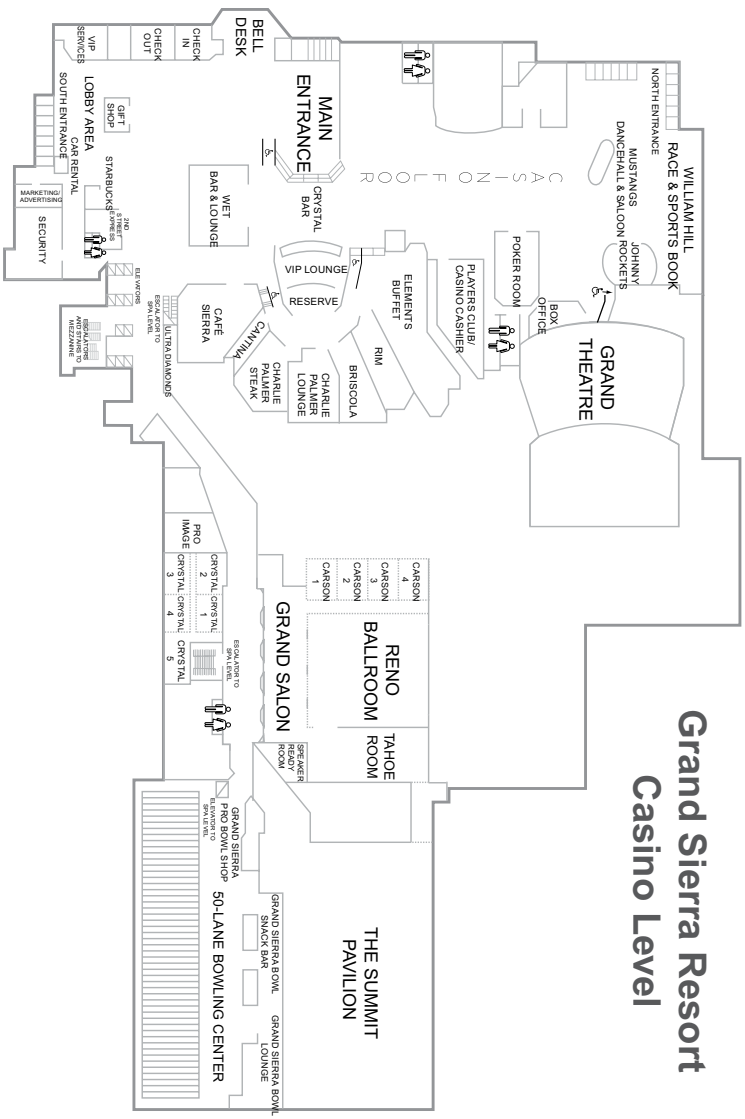 Grand Sierra Resort
Casino Level
WILLIAM HILL
RACE & SPORTS BOOK
NORTH ENTRANCE
MUSTANGS
DANCEHALL & SALOON
JOHNNY
ROCKETS
BOX
OFFICE
GRAND
THEATRE
POKER ROOM
PLAYERS CLUB/
CASINO CASHIER
CASINO FLOOR
ELEMENTS
BUFFET
RIM
BRISCOLA
CHARLIE
PALMER
LOUNGE
CHARLIE
PALMER
STEAK
CANTINA
CAFÉ
SIERRA
VIP LOUNGE
RESERVE
CRYSTAL
BAR
MAIN
ENTRANCE
WET
BAR & LOUNGE
BELL
DESK
CHECK
IN
CHECK
OUT
VIP
SERVICES
LOBBY AREA
GIFT
SHOP
SOUTH ENTRANCE
CAR RENTAL
STARBUCKS
2ND
STREET
EXPRESS
MARKETING/
ADVERTISING
SECURITY
ELEVATORS
ESCALATOR TO
SPA LEVEL
ULTRA DIAMONDS
ESCALATORS
AND STAIRS TO
MEZZANINE
PRO
IMAGE
CRYSTAL
1
CRYSTAL
2
CRYSTAL
3
CRYSTAL
4
CRYSTAL
5
ESCALATOR TO
SPA LEVEL
GRAND SALON
CARSON
1
CARSON
2
CARSON
3
CARSON
4
RENO
BALLROOM
TAHOE
ROOM
SPEAKER
READY
ROOM
THE SUMMIT
PAVILION
GRAND SIERRA
PRO BOWL SHOP
ELEVATOR TO
SPA LEVEL
50-LANE BOWLING CENTER
GRAND SIERRA BOWL
SNACK BAR
GRAND SIERRA BOWL
LOUNGE